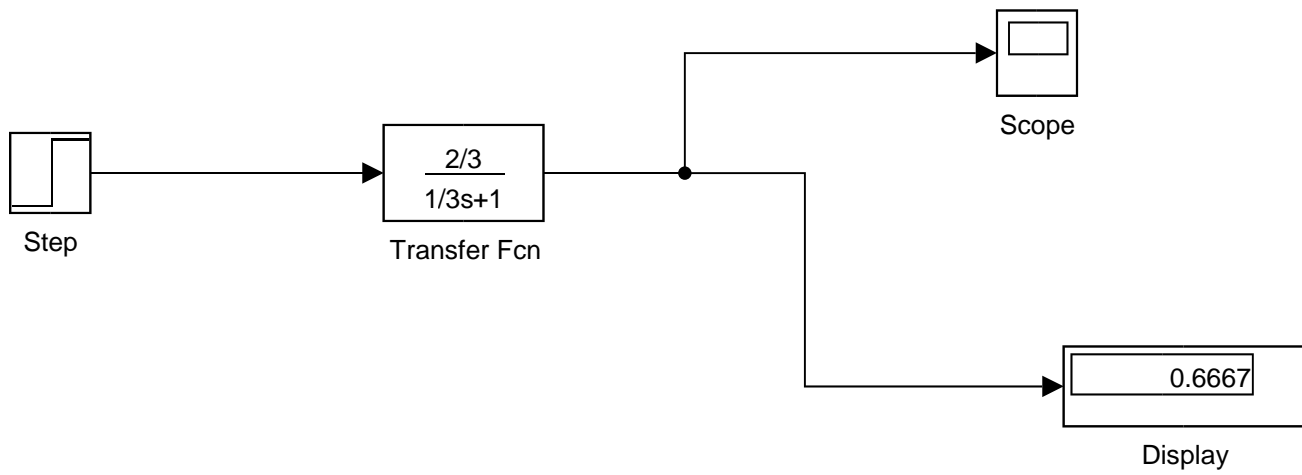 Scope
Step
2/3
1/3s+1
Transfer Fcn
0.6667
Display